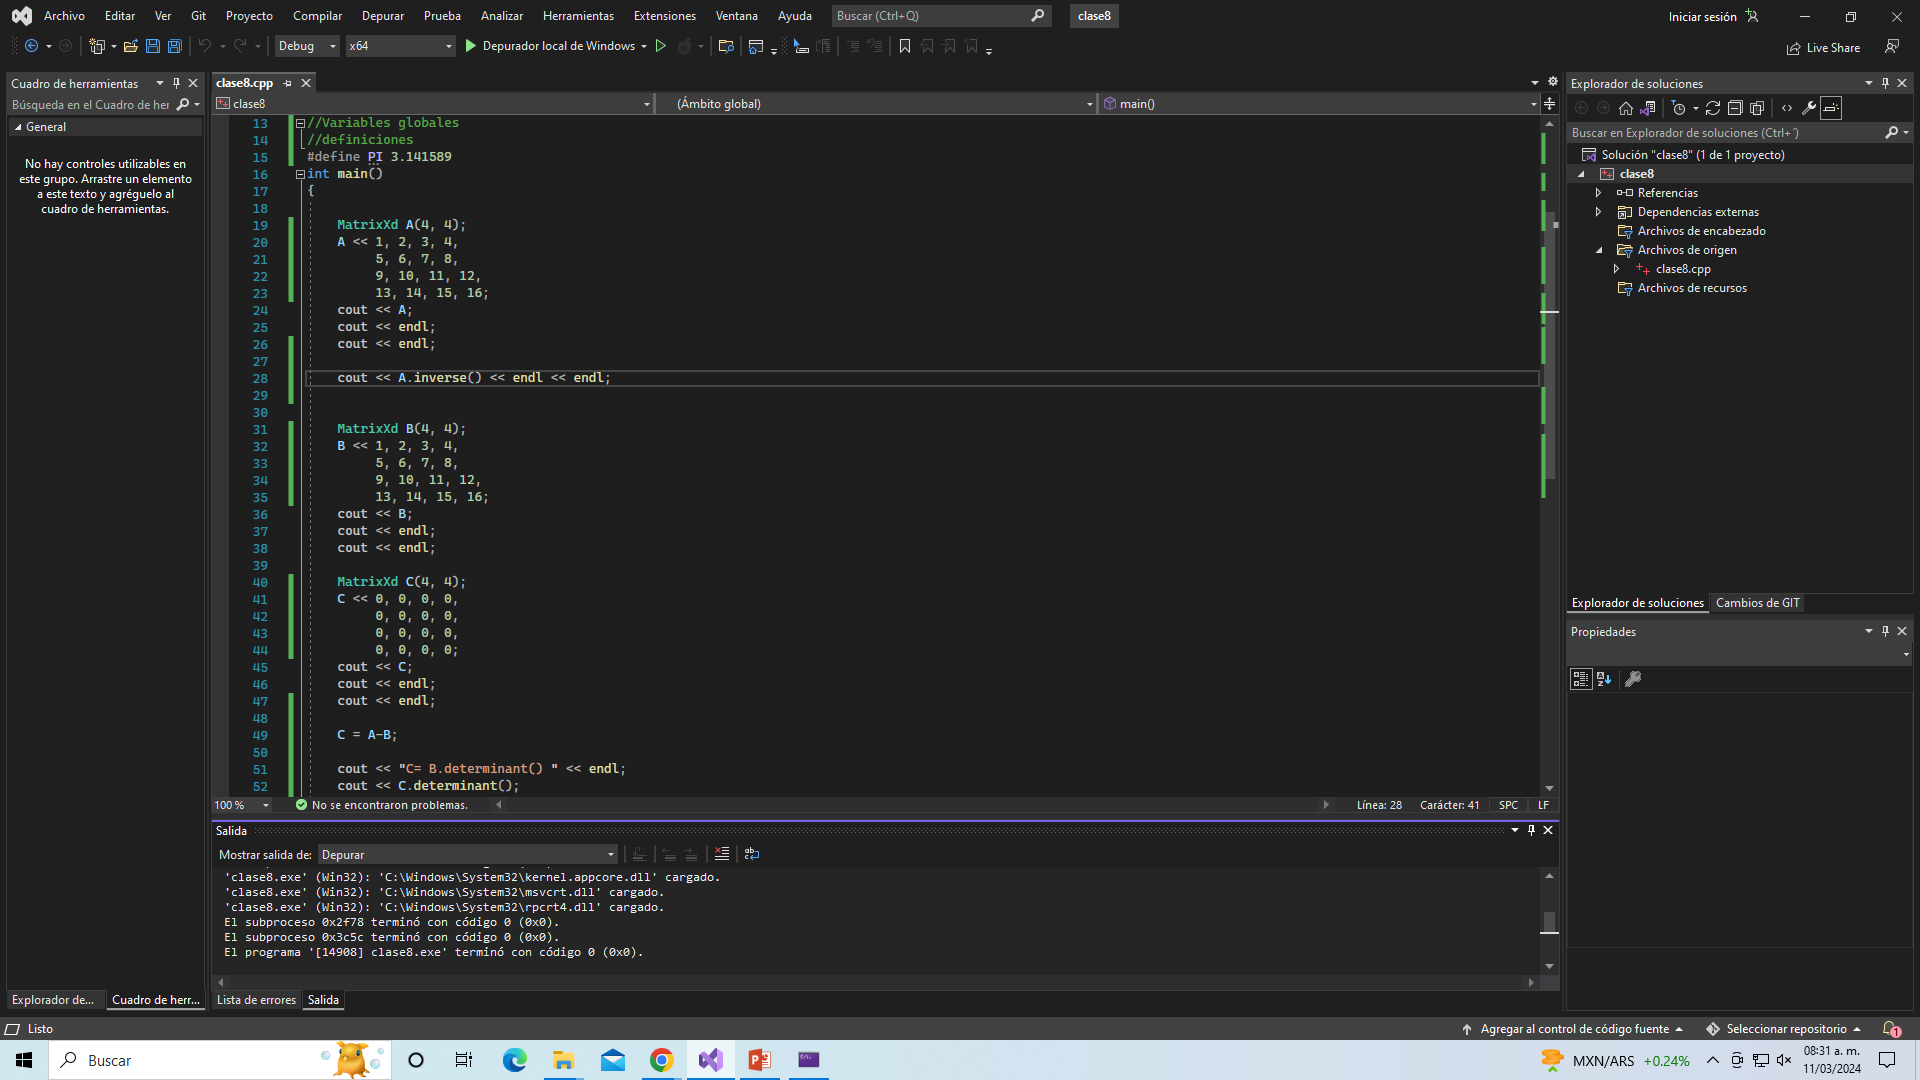 Archivo Editar Ver Git Proyecto Compilar Depurar Prueba Analizar Herramientas Extensiones Ventana Ayuda Buscar (Ctrl+Q) clase8 Iniciar sesión
Debug x64 Depurador local de Windows Live Share
Cuadro de herramientas
Búsqueda en el Cuadro de her
General
No hay controles utilizables en
este grupo. Arrastre un elemento
a este texto y agréguelo al
cuadro de herramientas.
Explorador de... Cuadro de herr...
clase8.cpp
clase8 (Ámbito global) main()
13 //Variables globales
14 //definiciones
15 #define PI 3.141589
16 int main()
17 {
18
19 MatrixXd A(4, 4);
20 A << 1, 2, 3, 4,
21 5, 6, 7, 8,
22 9, 10, 11, 12,
23 13, 14, 15, 16;
24 cout << A;
25 cout << endl;
26 cout << endl;
27
28 cout << A.inverse() << endl << endl;
29
30
31 MatrixXd B(4, 4);
32 B << 1, 2, 3, 4,
33 5, 6, 7, 8,
34 9, 10, 11, 12,
35 13, 14, 15, 16;
36 cout << B;
37 cout << endl;
38 cout << endl;
39
40 MatrixXd C(4, 4);
41 C << 0, 0, 0, 0,
42 0, 0, 0, 0,
43 0, 0, 0, 0,
44 0, 0, 0, 0;
45 cout << C;
46 cout << endl;
47 cout << endl;
48
49 C = A-B;
50
51 cout << "C= B.determinant() " << endl;
52 cout << C.determinant();
100 % No se encontraron problemas. Línea: 28 Carácter: 41 SPC LF
Salida
Mostrar salida de: Depurar
'clase8.exe' (Win32): 'C:\Windows\System32\kernel.appcore.dll' cargado.
'clase8.exe' (Win32): 'C:\Windows\System32\msvcrt.dll' cargado.
'clase8.exe' (Win32): 'C:\Windows\System32\rpcrt4.dll' cargado.
El subproceso 0x2f78 terminó con código 0 (0x0).
El subproceso 0x3c5c terminó con código 0 (0x0).
El programa '[14908] clase8.exe' terminó con código 0 (0x0).
Lista de errores Salida
Explorador de soluciones
Buscar en Explorador de soluciones (Ctrl+´)
Solución "clase8" (1 de 1 proyecto)
clase8
Referencias
Dependencias externas
Archivos de encabezado
Archivos de origen
clase8.cpp
Archivos de recursos
Explorador de soluciones Cambios de GIT
Propiedades
Listo Agregar al control de código fuente Seleccionar repositorio 1
Buscar MXN/ARS +0.24% 08:31 a. m.
11/03/2024